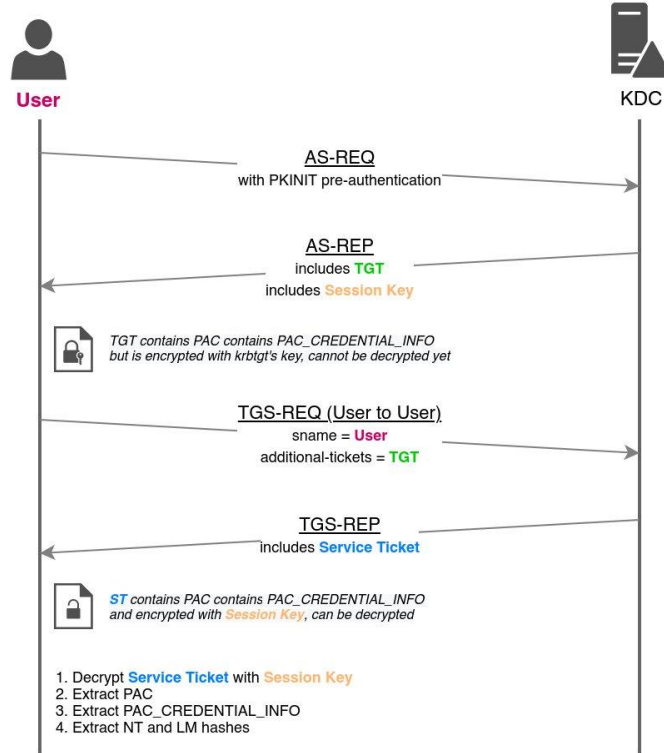 User
KDC
AS-REQ
with PKINIT pre-authentication
AS-REP
includes TGT
includes Session Key
TGT contains PAC contains PAC_CREDENTIAL_INFO
but is encrypted with krbtgt's key, cannot be decrypted yet
TGS-REQ (User to User)
sname = User
additional-tickets = TGT
TGS-REP
includes Service Ticket
ST contains PAC contains PAC_CREDENTIAL_INFO
and encrypted with Session Key, can be decrypted
1. Decrypt Service Ticket with Session Key
2. Extract PAC
3. Extract PAC_CREDENTIAL_INFO
4. Extract NT and LM hashes